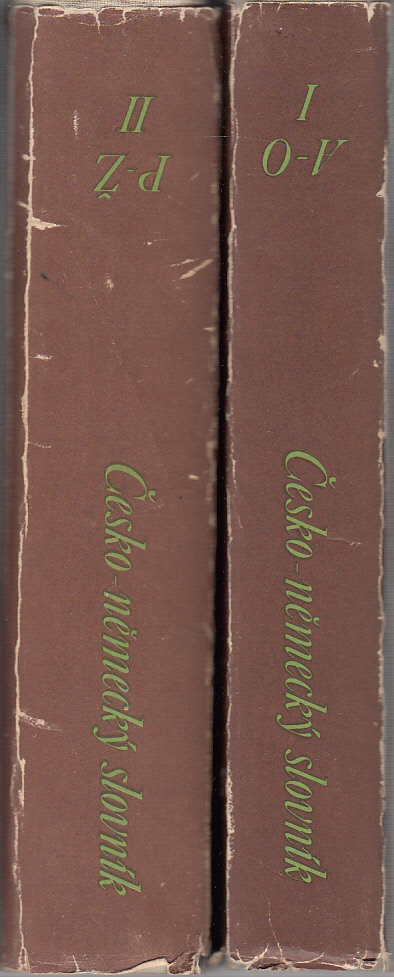 Česko-německý slovník
A-O
I
Česko-německý slovník
P-Ž
II